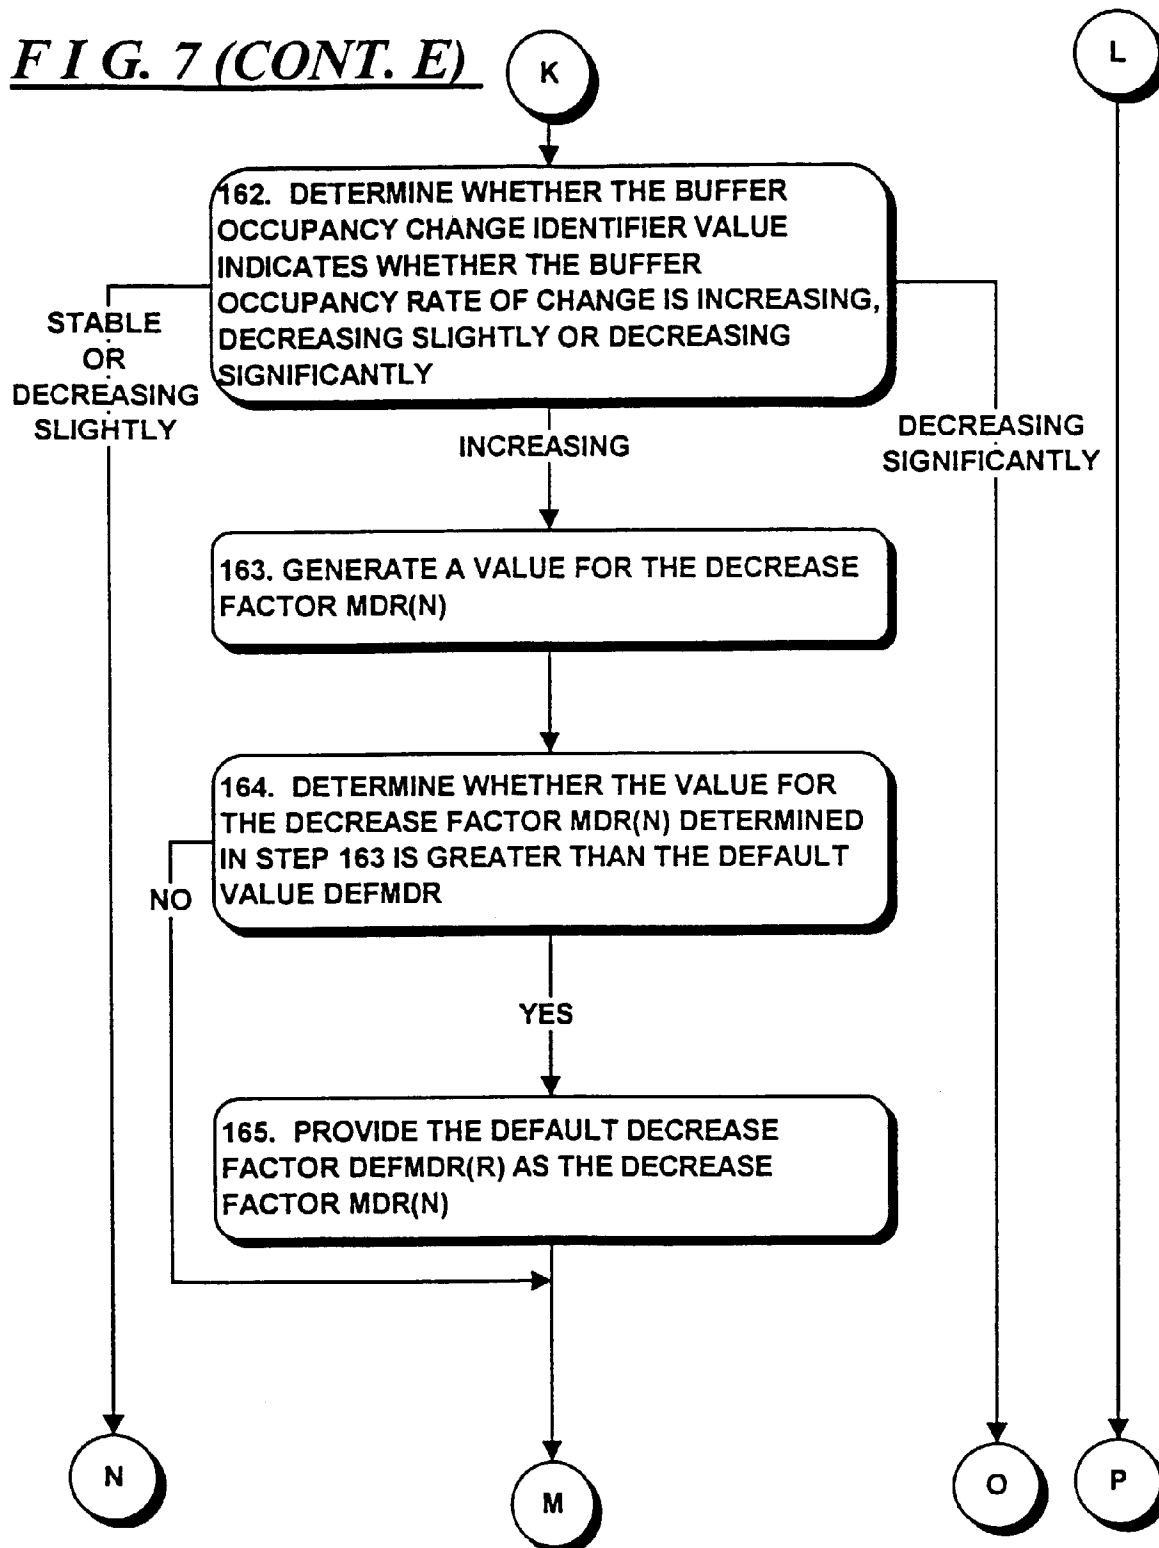 F I G. 7 (CONT. E)
K
L
162. DETERMINE WHETHER THE BUFFER
OCCUPANCY CHANGE IDENTIFIER VALUE
INDICATES WHETHER THE BUFFER
OCCUPANCY RATE OF CHANGE IS INCREASING,
DECREASING SLIGHTLY OR DECREASING
SIGNIFICANTLY
STABLE
OR
DECREASING
SLIGHTLY
INCREASING
DECREASING
SIGNIFICANTLY
163. GENERATE A VALUE FOR THE DECREASE
FACTOR MDR(N)
164. DETERMINE WHETHER THE VALUE FOR
THE DECREASE FACTOR MDR(N) DETERMINED
IN STEP 163 IS GREATER THAN THE DEFAULT
VALUE DEFMDR
NO
YES
165. PROVIDE THE DEFAULT DECREASE
FACTOR DEFMDR(R) AS THE DECREASE
FACTOR MDR(N)
N
M
O
P